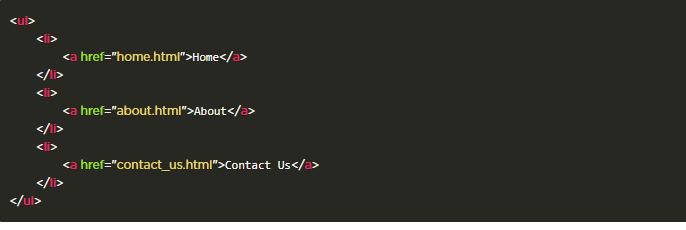 <ul>
    <li>
        <a href="home.html">Home</a>
    </li>
    <li>
        <a href="about.html">About</a>
    </li>
    <li>
        <a href="contact_us.html">Contact Us</a>
    </li>
</ul>